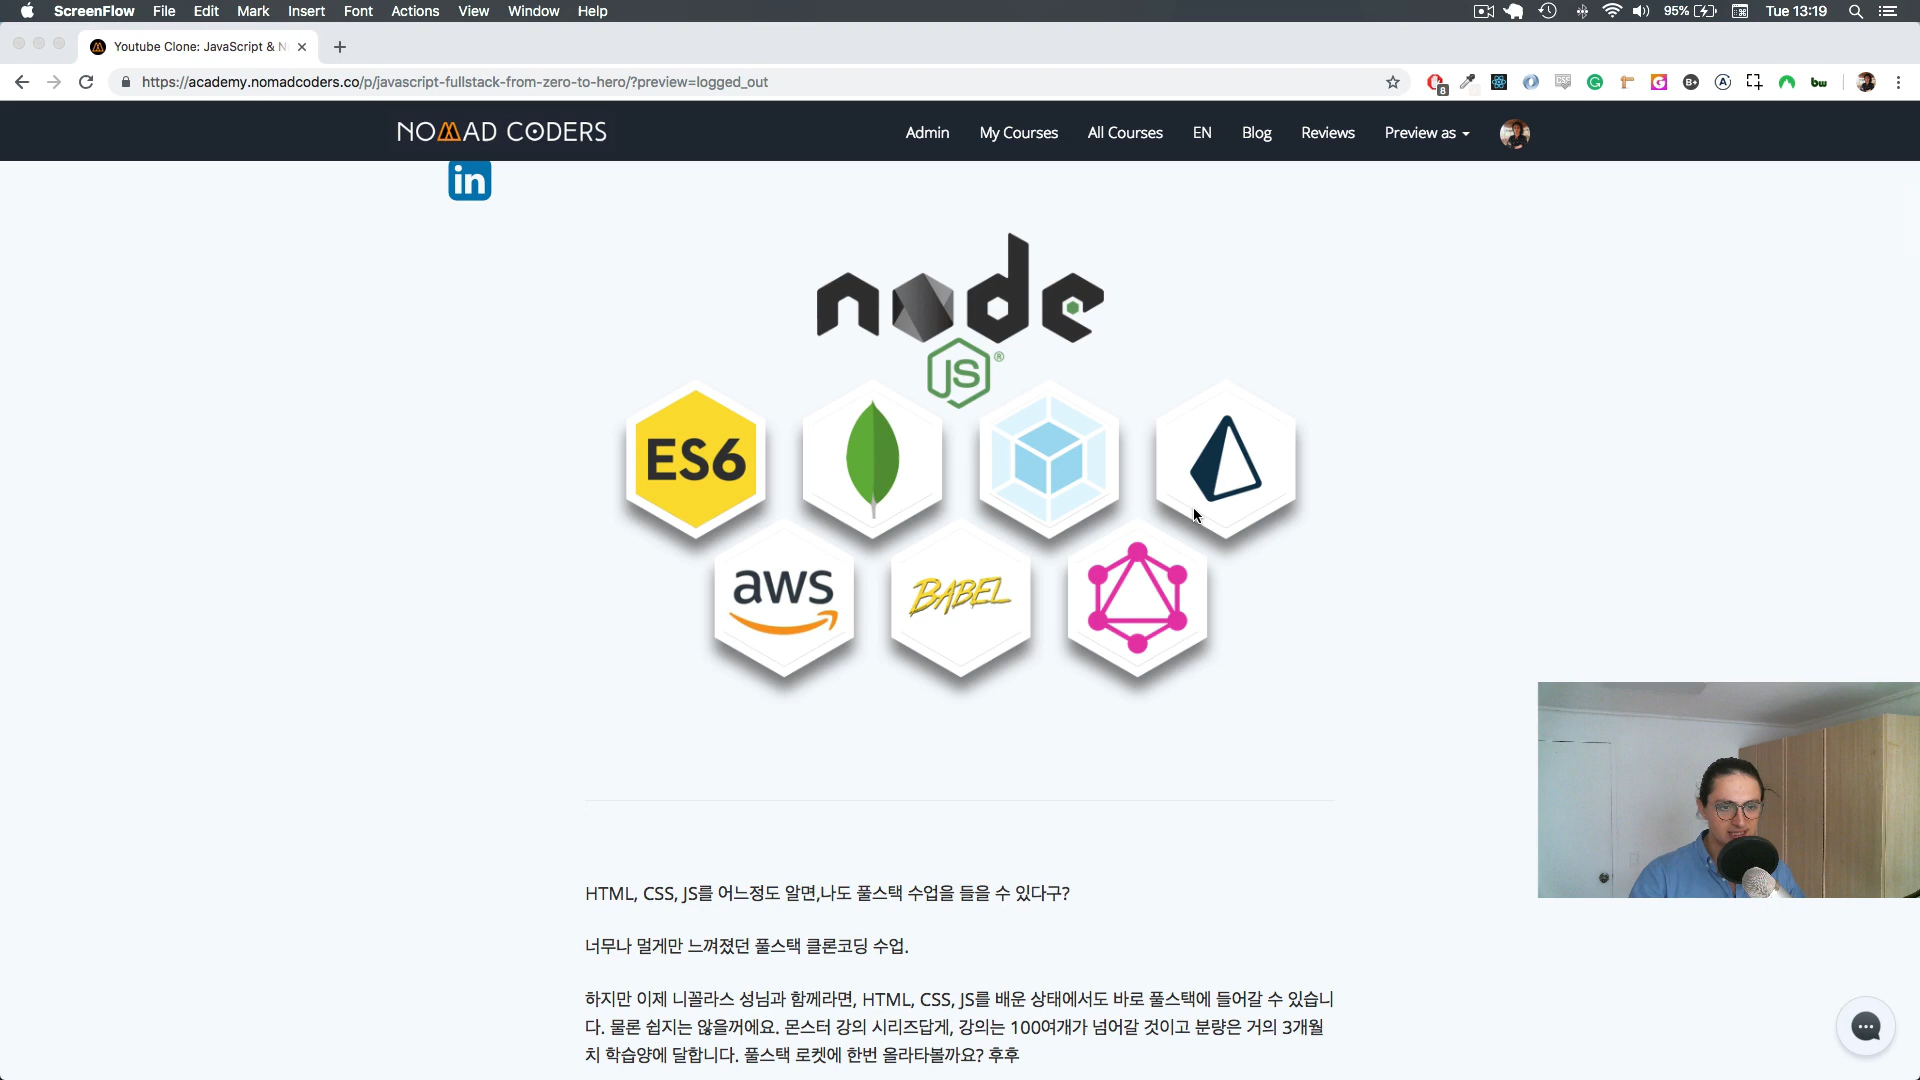 ScreenFlow File Edit Mark Insert Font Actions View Window Help 95% Tue 13:19
Youtube Clone: JavaScript & N
https://academy.nomadcoders.co/p/javascript-fullstack-from-zero-to-hero/?preview=logged_out
8 B+ A bw
NOMAD CODERS Admin My Courses All Courses EN Blog Reviews Preview as
in
node
JS ®
ES6
aws BABEL
HTML, CSS, JS를 어느정도 알면,나도 풀스택 수업을 들을 수 있다구?
너무나 멀게만 느껴졌던 풀스택 클론코딩 수업.
하지만 이제 니꼴라스 성님과 함께라면, HTML, CSS, JS를 배운 상태에서도 바로 풀스택에 들어갈 수 있습니
다. 물론 쉽지는 않을꺼에요. 몬스터 강의 시리즈답게, 강의는 100여개가 넘어갈 것이고 분량은 거의 3개월
치 학습양에 달합니다. 풀스택 로켓에 한번 올라타볼까요? 후후